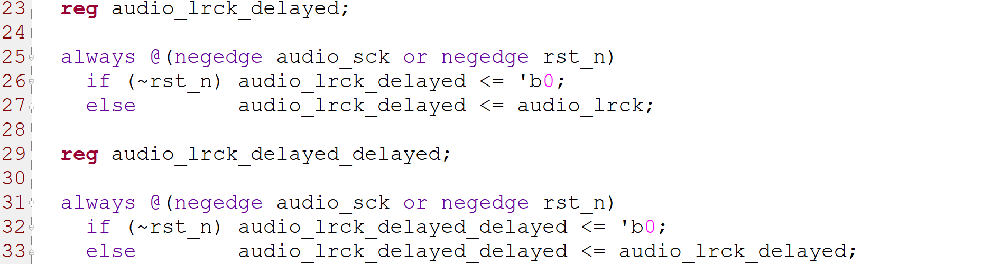 23 reg audio_lrck_delayed;
24
25 always @(negedge audio_sck or negedge rst_n)
26 if (~rst_n) audio_lrck_delayed <= 'b0;
27 else audio_lrck_delayed <= audio_lrck;
28
29 reg audio_lrck_delayed_delayed;
30
31 always @(negedge audio_sck or negedge rst_n)
32 if (~rst_n) audio_lrck_delayed_delayed <= 'b0;
33 else audio_lrck_delayed_delayed <= audio_lrck_delayed;